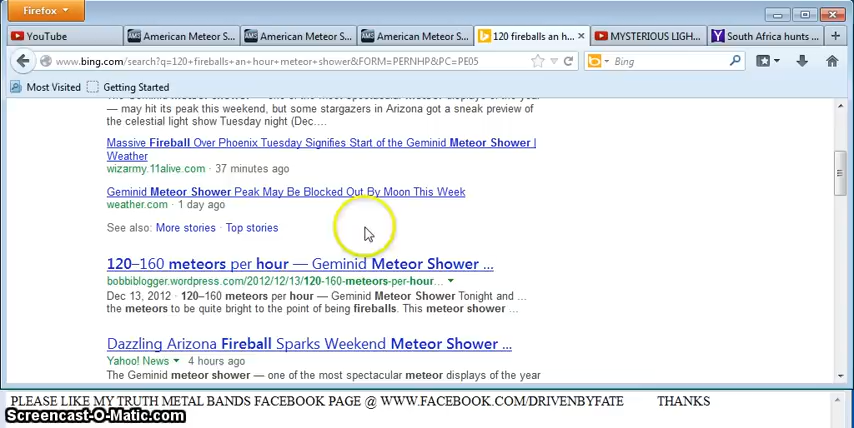 Firefox
YouTube
American Meteor S...
American Meteor S...
American Meteor S...
120 fireballs an h...
MYSTERIOUS LIGH...
South Africa hunts ...
www.bing.com/search?q=120+fireballs+an+hour+meteor+shower&FORM=PERNHP&PC=PE05
Bing
Most Visited
Getting Started
— may hit its peak this weekend, but some stargazers in Arizona got a sneak preview of
the celestial light show Tuesday night (Dec....
Massive Fireball Over Phoenix Tuesday Signifies Start of the Geminid Meteor Shower |
Weather
wizarmy.11alive.com · 37 minutes ago
Geminid Meteor Shower Peak May Be Blocked Out By Moon This Week
weather.com · 1 day ago
See also: More stories · Top stories
120–160 meteors per hour — Geminid Meteor Shower ...
bobbiblogger.wordpress.com/2012/12/13/120-160-meteors-per-hour...
Dec 13, 2012 · 120–160 meteors per hour — Geminid Meteor Shower Tonight and ...
the meteors to be quite bright to the point of being fireballs. This meteor shower ...
Dazzling Arizona Fireball Sparks Weekend Meteor Shower ...
Yahoo! News 4 hours ago
The Geminid meteor shower — one of the most spectacular meteor displays of the year
PLEASE LIKE MY TRUTH METAL BANDS FACEBOOK PAGE @ WWW.FACEBOOK.COM/DRIVENBYFATE THANKS
Screencast-O-Matic.com